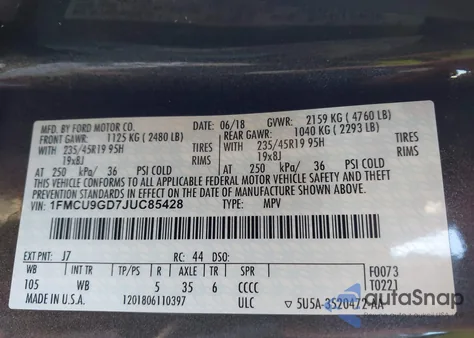 MFD. BY FORD MOTOR CO.
DATE: 06/18 GVWR: 2159 KG ( 4760 LB)
FRONT GAWR: 1125 KG ( 2480 LB) REAR GAWR: 1040 KG ( 2293 LB)
WITH 235/45R19 95H TIRES WITH 235/45R19 95H TIRES
19x8J RIMS 19x8J RIMS
AT 250 kPa/ 36 PSI COLD AT 250 kPa/ 36 PSI COLD
THIS VEHICLE CONFORMS TO ALL APPLICABLE FEDERAL MOTOR VEHICLE SAFETY
AND THEFT PREVENTION STANDARDS IN EFFECT ON THE DATE OF MANUFACTURE SHOWN ABOVE.
VIN: 1FMCU9GD7JUC85428 TYPE: MPV
EXT PNT: J7 RC: 44 DSO:
WB INT TR TP/PS R AXLE TR SPR F0073
105 WB 5 35 6 CCCC T0221
MADE IN U.S.A. 1201806110397 ULC 5U5A-3S20472-AA
autoSnap